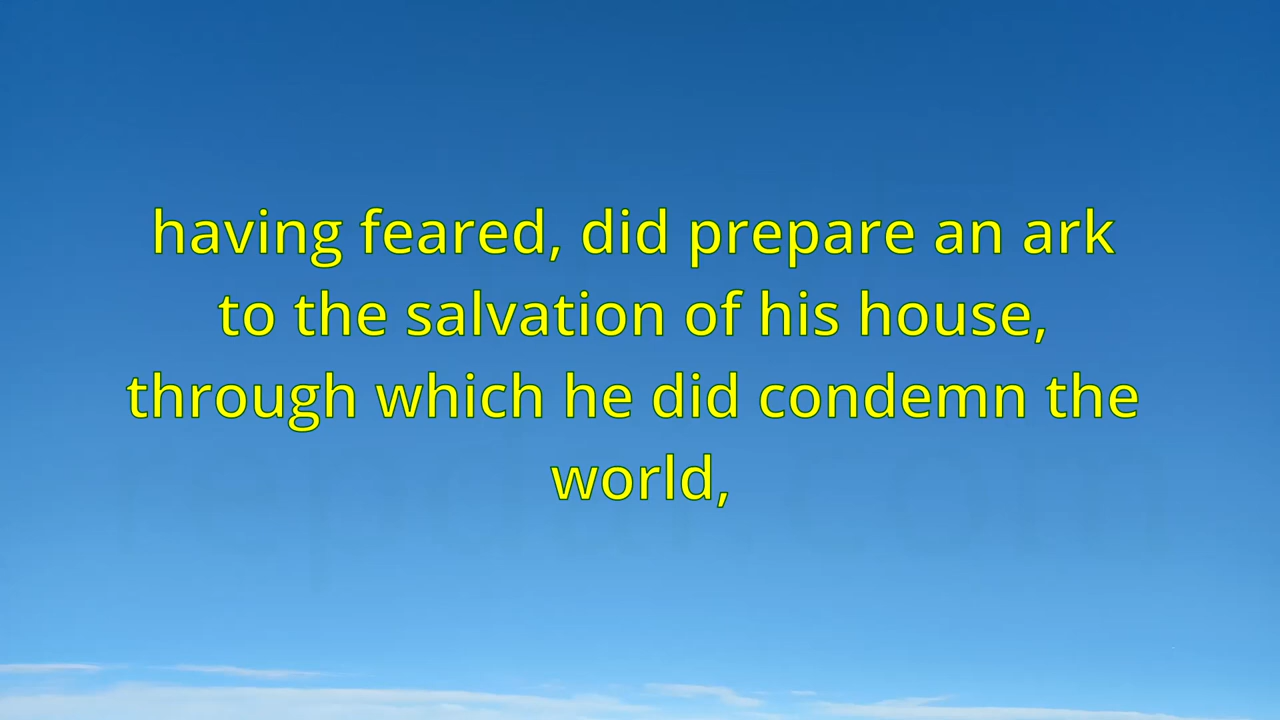 having feared, did prepare an ark
to the salvation of his house,
through which he did condemn the
world,